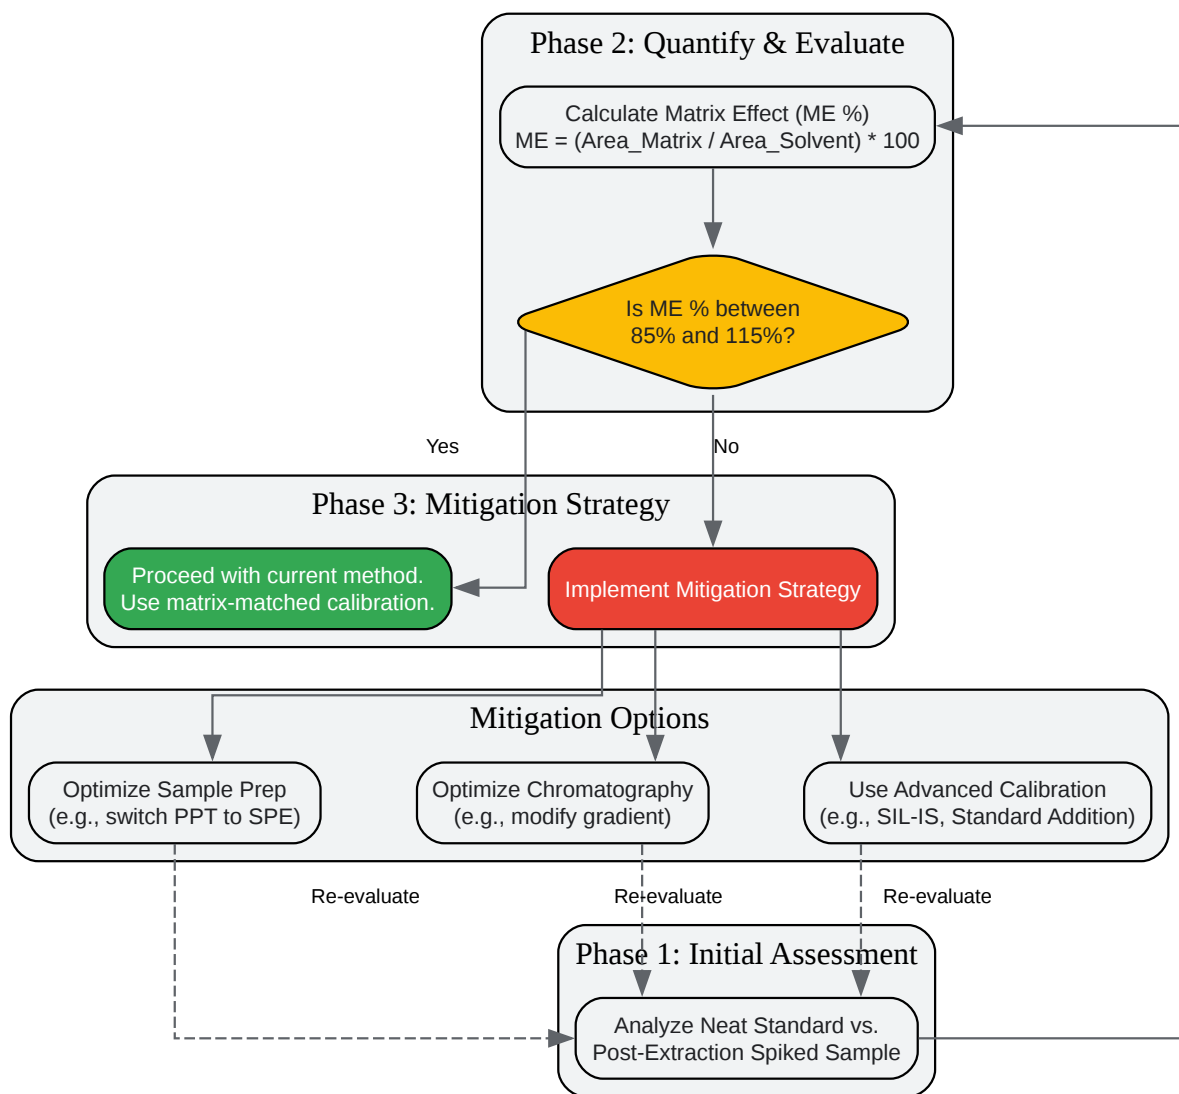 Phase 2: Quantify & Evaluate
Calculate Matrix Effect (ME %)
ME = (Area_Matrix / Area_Solvent) * 100
Is ME % between
85% and 115%?
Yes
No
Phase 3: Mitigation Strategy
Proceed with current method.
Use matrix-matched calibration.
Implement Mitigation Strategy
Mitigation Options
Optimize Sample Prep
(e.g., switch PPT to SPE)
Optimize Chromatography
(e.g., modify gradient)
Use Advanced Calibration
(e.g., SIL-IS, Standard Addition)
Re-evaluate
Re-evaluate
Re-evaluate
Phase 1: Initial Assessment
Analyze Neat Standard vs.
Post-Extraction Spiked Sample